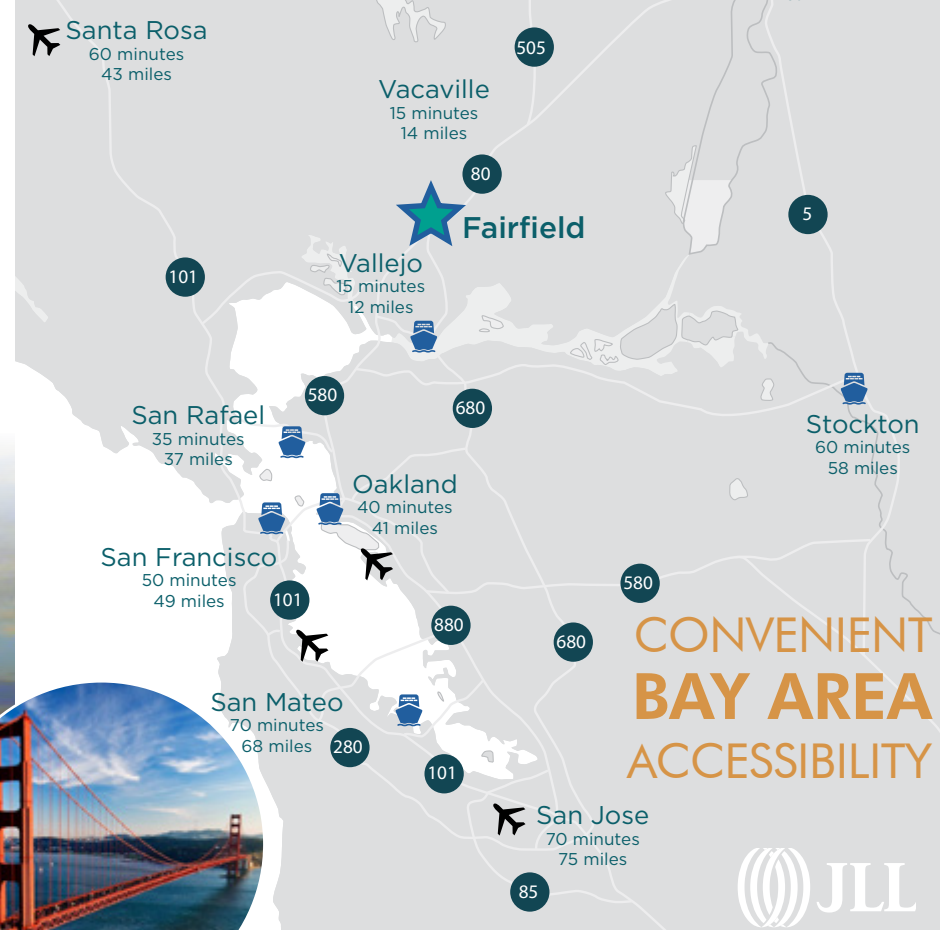 Santa Rosa
60 minutes
43 miles
505
Vacaville
15 minutes
14 miles
80
Fairfield
5
101
Vallejo
15 minutes
12 miles
580
680
San Rafael
35 minutes
37 miles
Stockton
60 minutes
58 miles
Oakland
40 minutes
41 miles
San Francisco
50 minutes
49 miles
101
580
880
680
CONVENIENT
BAY AREA
ACCESSIBILITY
San Mateo
70 minutes
68 miles
280
101
San Jose
70 minutes
75 miles
85
JLL